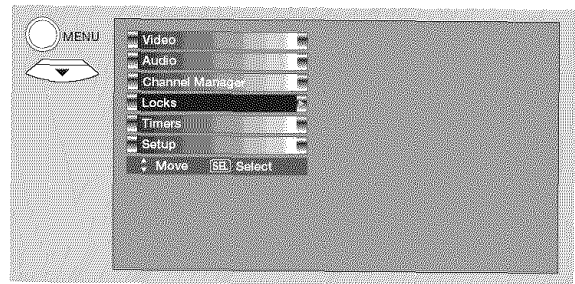 MENU
Video
Audio
Channel Manager
Locks
Timers
Setup
Move SEL Select